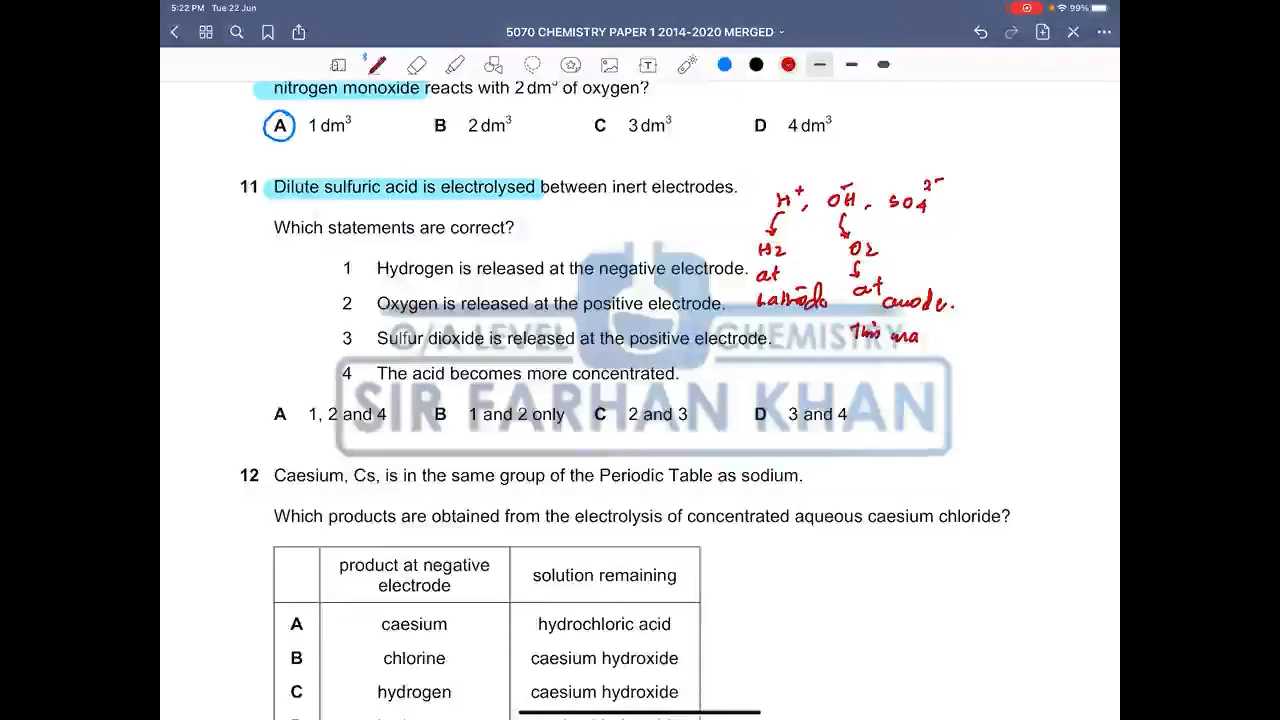 5:22 PM Tue 22 Jun
99%
5070 CHEMISTRY PAPER 1 2014-2020 MERGED
nitrogen monoxide reacts with 2 dm³ of oxygen?
A 1 dm³ B 2 dm³ C 3 dm³ D 4 dm³
11 Dilute sulfuric acid is electrolysed between inert electrodes.
H⁺, OH⁻, SO4²⁻
Which statements are correct?
H2 O2
1 Hydrogen is released at the negative electrode.
at at anode.
2 Oxygen is released at the positive electrode.
3 Sulfur dioxide is released at the positive electrode.
This
4 The acid becomes more concentrated.
A 1, 2 and 4 B 1 and 2 only C 2 and 3 D 3 and 4
O/A LEVEL CHEMISTRY
SIR FARHAN KHAN
12 Caesium, Cs, is in the same group of the Periodic Table as sodium.
Which products are obtained from the electrolysis of concentrated aqueous caesium chloride?
product at negative electrode solution remaining
A caesium hydrochloric acid
B chlorine caesium hydroxide
C hydrogen caesium hydroxide